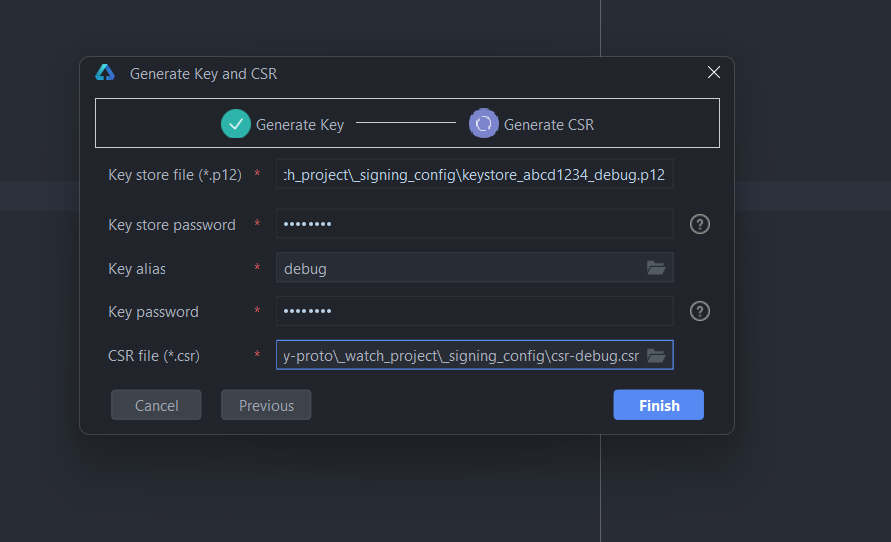 Generate Key and CSR
Generate Key Generate CSR
Key store file (*.p12) * :h_project\_signing_config\keystore_abcd1234_debug.p12
Key store password * •••••••• ?
Key alias * debug
Key password * •••••••• ?
CSR file (*.csr) * y-proto\_watch_project\_signing_config\csr-debug.csr
Cancel Previous Finish